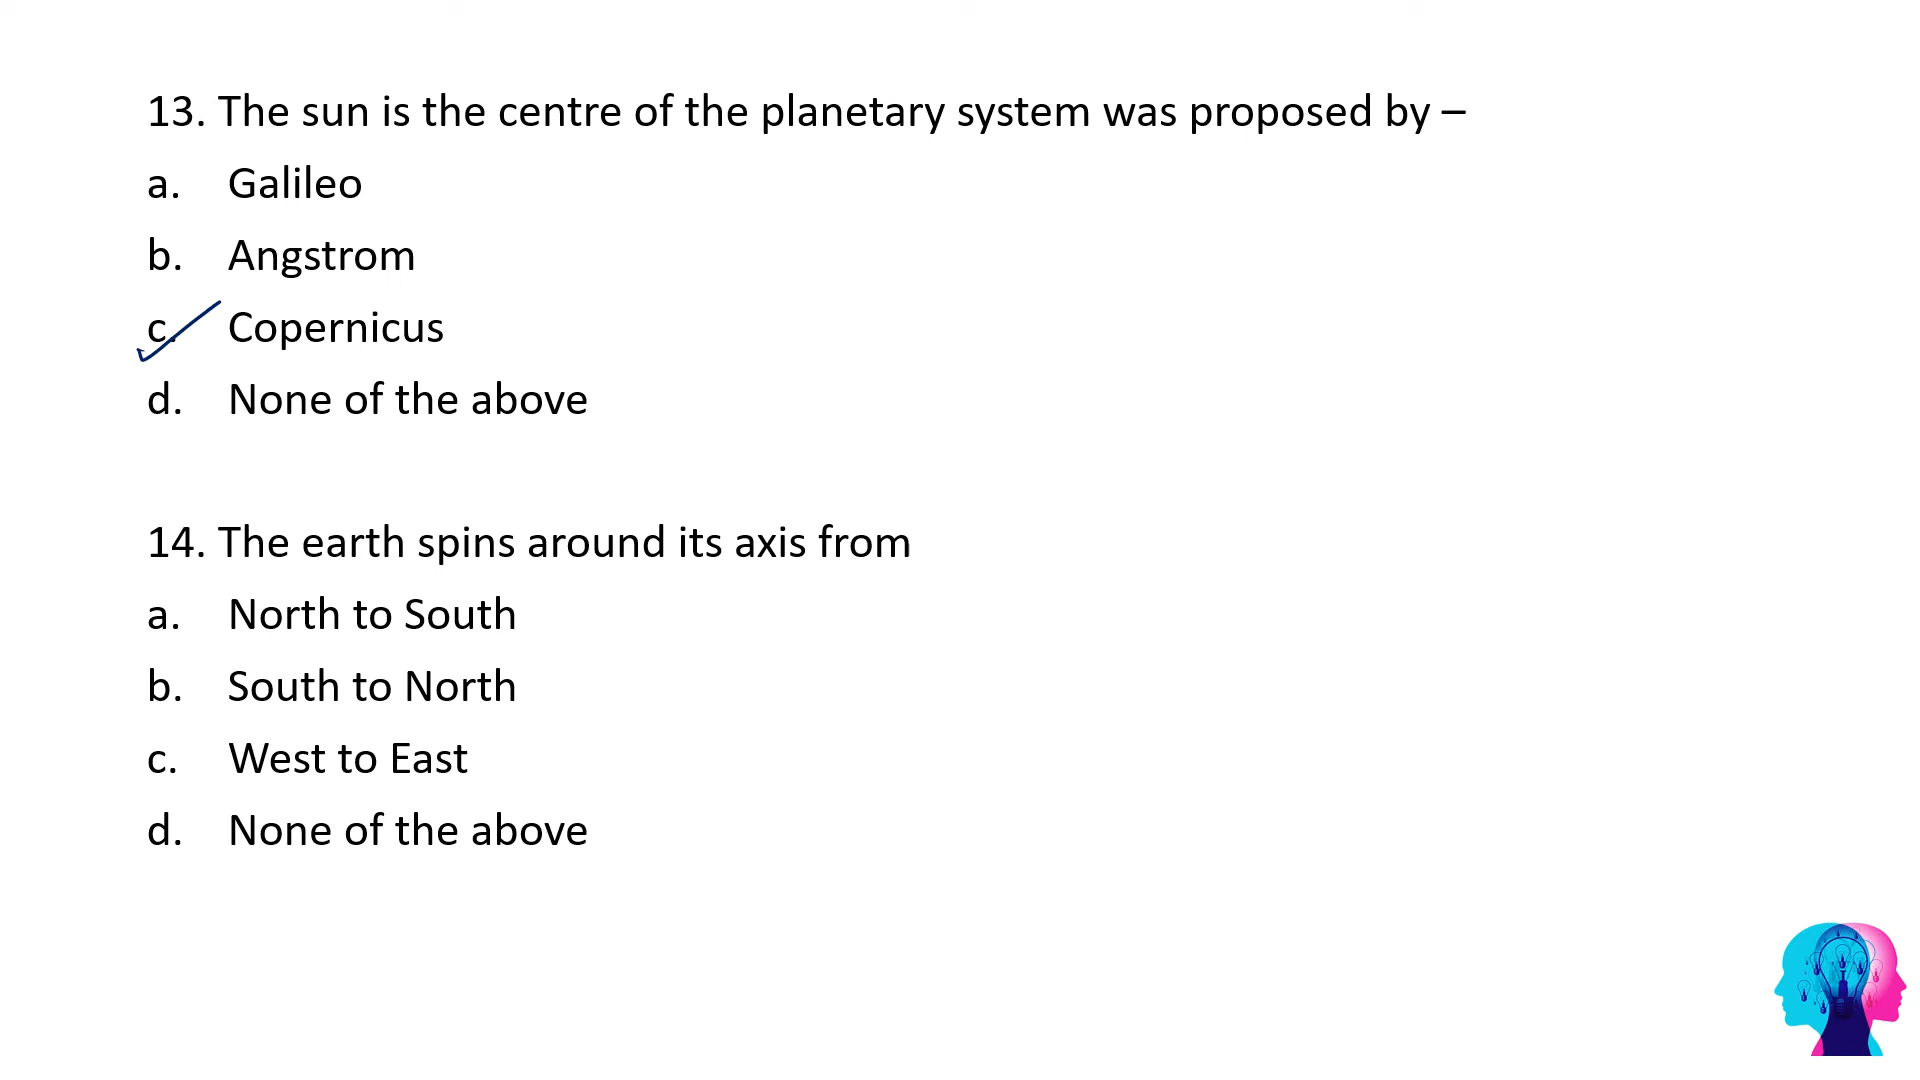 13. The sun is the centre of the planetary system was proposed by –
a. Galileo
b. Angstrom
c. Copernicus
d. None of the above
14. The earth spins around its axis from
a. North to South
b. South to North
c. West to East
d. None of the above